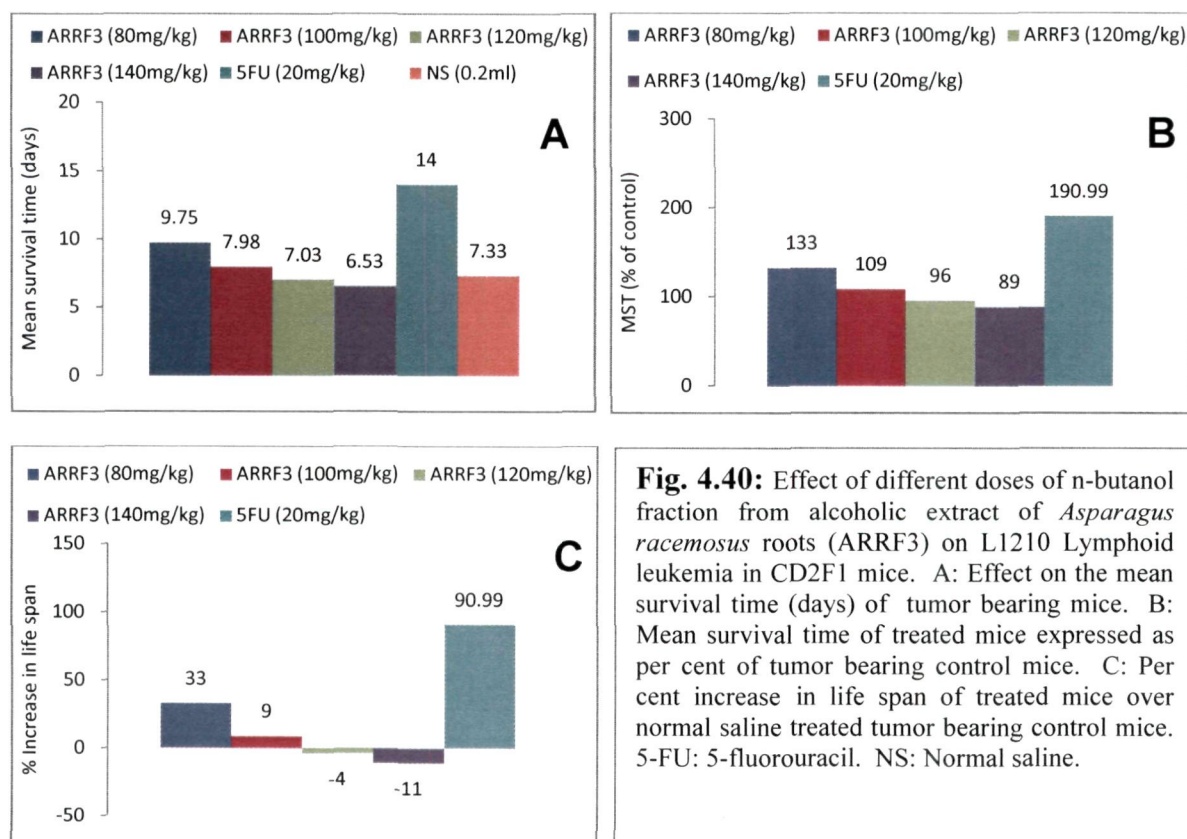 ARRF3 (80mg/kg) ARRF3 (100mg/kg) ARRF3 (120mg/kg)
ARRF3 (140mg/kg) 5FU (20mg/kg) NS (0.2ml)
A
Mean survival time (days)
20
15
10
5
0
9.75
7.98
7.03
6.53
14
7.33
ARRF3 (80mg/kg) ARRF3 (100mg/kg) ARRF3 (120mg/kg)
ARRF3 (140mg/kg) 5FU (20mg/kg)
B
MST (% of control)
300
200
100
0
133
109
96
89
190.99
ARRF3 (80mg/kg) ARRF3 (100mg/kg) ARRF3 (120mg/kg)
ARRF3 (140mg/kg) 5FU (20mg/kg)
C
% Increase in life span
150
100
50
0
-50
33
9
-4
-11
90.99
Fig. 4.40: Effect of different doses of n-butanol
fraction from alcoholic extract of Asparagus
racemosus roots (ARRF3) on L1210 Lymphoid
leukemia in CD2F1 mice. A: Effect on the mean
survival time (days) of tumor bearing mice. B:
Mean survival time of treated mice expressed as
per cent of tumor bearing control mice. C: Per
cent increase in life span of treated mice over
normal saline treated tumor bearing control mice.
5-FU: 5-fluorouracil. NS: Normal saline.